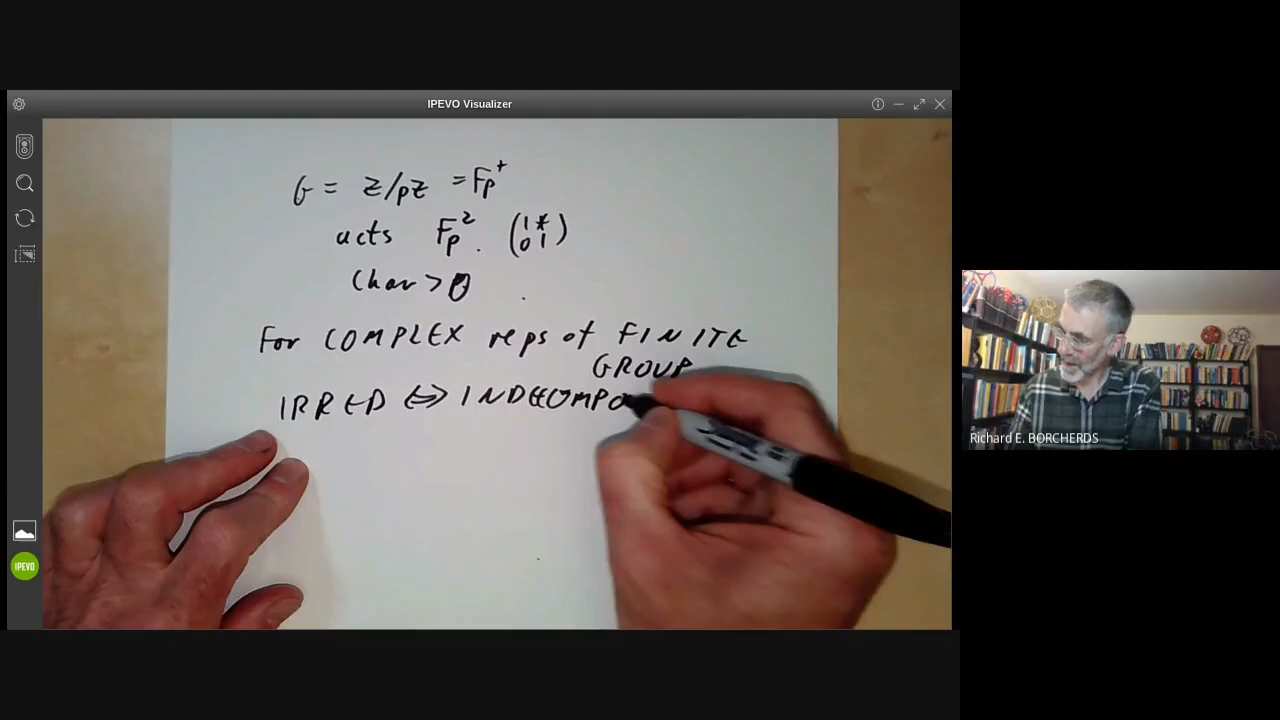 IPEVO Visualizer
G = Z/pZ = Fp⁺
acts Fp². (1 * 0 1)
Char > 0
For COMPLEX reps of FINITE
GROUP
IRRED ⇔ INDECOMPO
IPEVO
Richard E. BORCHERDS